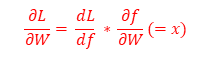 ∂L/∂W = dL/df * ∂f/∂W (= x)